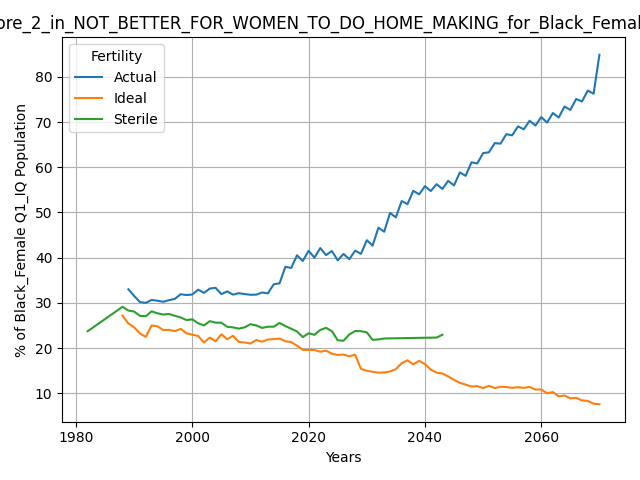 ore_2_in_NOT_BETTER_FOR_WOMEN_TO_DO_HOME_MAKING_for_Black_Femal
Fertility
Actual
Ideal
Sterile
% of Black_Female Q1_IQ Population
80
70
60
50
40
30
20
10
1980
2000
2020
2040
2060
Years